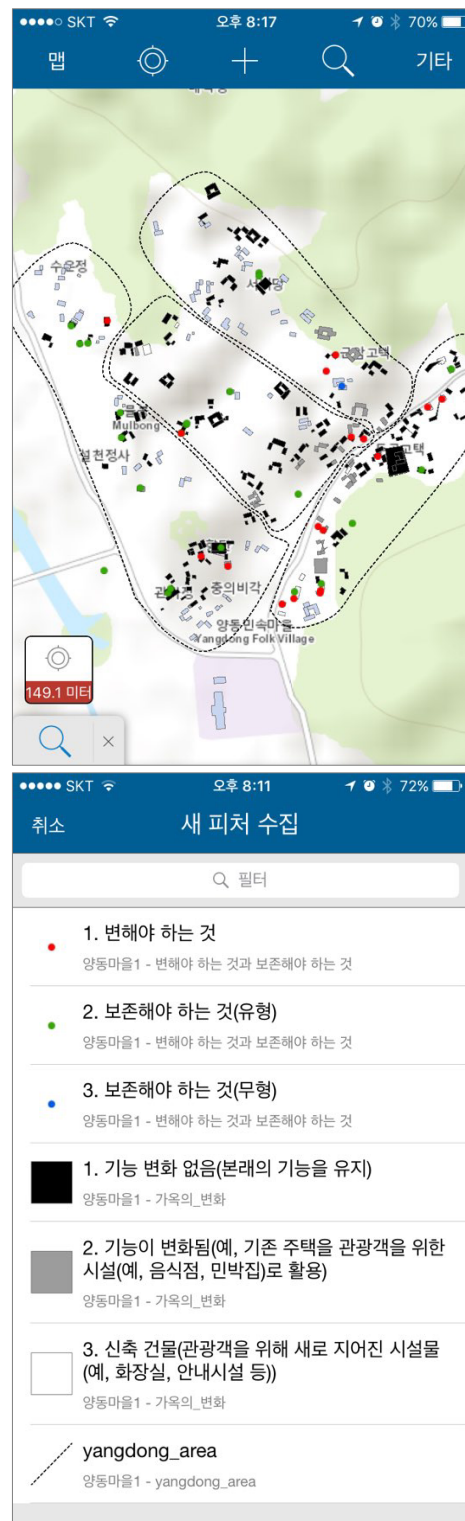 SKT 오후 8:17 70%
맵 기타
수운정
Mulbong
설천정사
충의비각
양동민속마을
Yangdong Folk Village
149.1 미터
SKT 오후 8:11 72%
취소 새 피처 수집
필터
1. 변해야 하는 것
양동마을1 - 변해야 하는 것과 보존해야 하는 것
2. 보존해야 하는 것(유형)
양동마을1 - 변해야 하는 것과 보존해야 하는 것
3. 보존해야 하는 것(무형)
양동마을1 - 변해야 하는 것과 보존해야 하는 것
1. 기능 변화 없음(본래의 기능을 유지)
양동마을1 - 가옥의_변화
2. 기능이 변화됨(예, 기존 주택을 관광객을 위한
시설(예, 음식점, 민박집)로 활용)
양동마을1 - 가옥의_변화
3. 신축 건물(관광객을 위해 새로 지어진 시설물
(예, 화장실, 안내시설 등))
양동마을1 - 가옥의_변화
yangdong_area
양동마을1 - yangdong_area